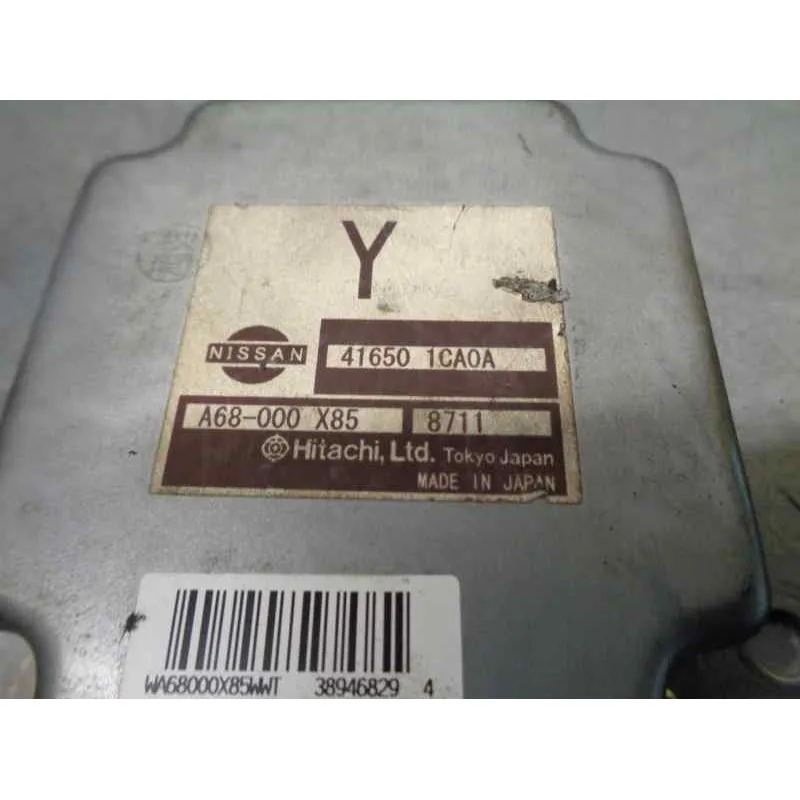 Y
NISSAN 41650 1CA0A
A68-000 X85 8711
Hitachi, Ltd. Tokyo Japan
MADE IN JAPAN
WA68000X85WWT 38946829 4